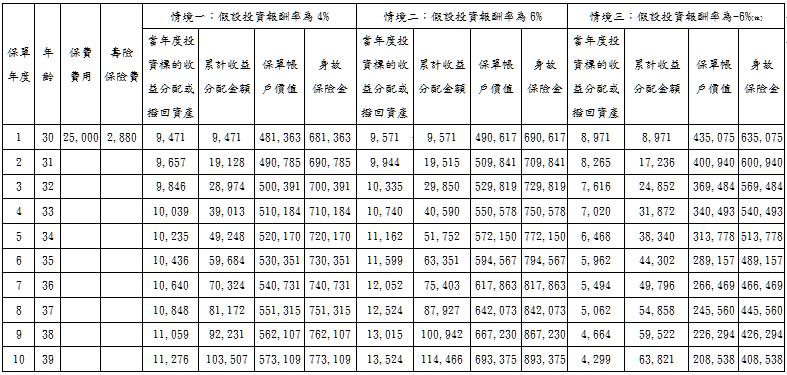 情境一：假設投資報酬率為 4% 情境二：假設投資報酬率為 6% 情境三：假設投資報酬率為-6%
保單年度 年齡 保費費用 壽險保險費 當年度投資標的收益分配或撥回資產 累計收益分配金額 保單帳戶價值 身故保險金 當年度投資標的收益分配或撥回資產 累計收益分配金額 保單帳戶價值 身故保險金 當年度投資標的收益分配或撥回資產 累計收益分配金額 保單帳戶價值 身故保險金
1 30 25,000 2,880 9,471 9,471 481,363 681,363 9,571 9,571 490,617 690,617 8,971 8,971 435,075 635,075
2 31 9,657 19,128 490,785 690,785 9,944 19,515 509,841 709,841 8,265 17,236 400,940 600,940
3 32 9,846 28,974 500,391 700,391 10,335 29,850 529,819 729,819 7,616 24,852 369,484 569,484
4 33 10,039 39,013 510,184 710,184 10,740 40,590 550,578 750,578 7,020 31,872 340,493 540,493
5 34 10,235 49,248 520,170 720,170 11,162 51,752 572,150 772,150 6,468 38,340 313,778 513,778
6 35 10,436 59,684 530,351 730,351 11,599 63,351 594,567 794,567 5,962 44,302 289,157 489,157
7 36 10,640 70,324 540,731 740,731 12,052 75,403 617,863 817,863 5,494 49,796 266,469 466,469
8 37 10,848 81,172 551,315 751,315 12,524 87,927 642,073 842,073 5,062 54,858 245,560 445,560
9 38 11,059 92,231 562,107 762,107 13,015 100,942 667,230 867,230 4,664 59,522 226,294 426,294
10 39 11,276 103,507 573,109 773,109 13,524 114,466 693,375 893,375 4,299 63,821 208,538 408,538